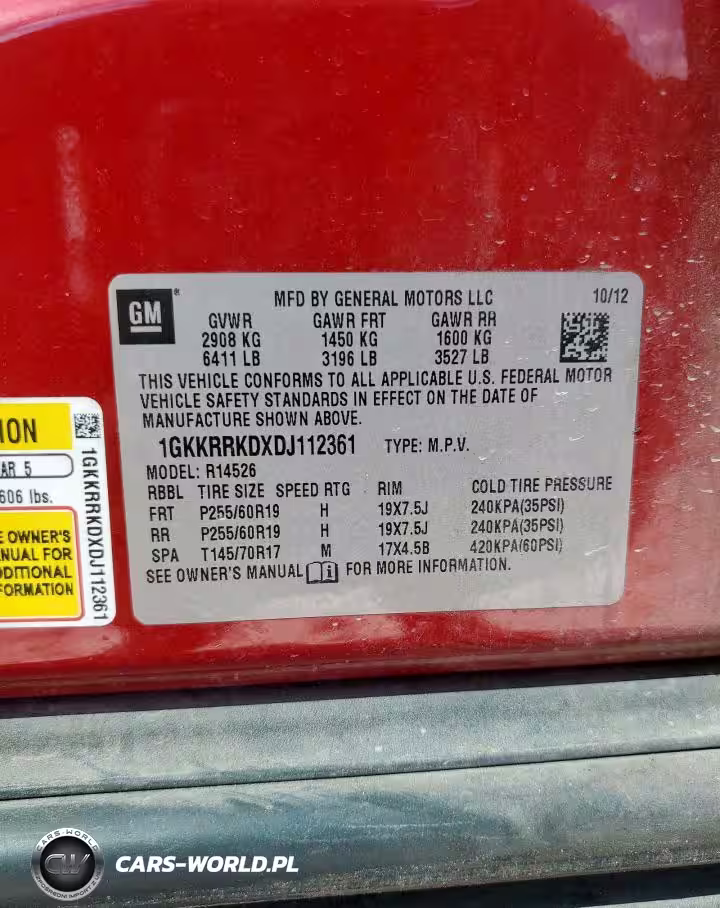 GM
MFD BY GENERAL MOTORS LLC 10/12
GVWR GAWR FRT GAWR RR
2908 KG 1450 KG 1600 KG
6411 LB 3196 LB 3527 LB
THIS VEHICLE CONFORMS TO ALL APPLICABLE U.S. FEDERAL MOTOR
VEHICLE SAFETY STANDARDS IN EFFECT ON THE DATE OF
MANUFACTURE SHOWN ABOVE.
1GKKRRKDXDJ112361 TYPE: M.P.V.
MODEL: R14526
RBBL TIRE SIZE SPEED RTG RIM COLD TIRE PRESSURE
FRT P255/60R19 H 19X7.5J 240KPA(35PSI)
RR P255/60R19 H 19X7.5J 240KPA(35PSI)
SPA T145/70R17 M 17X4.5B 420KPA(60PSI)
SEE OWNER'S MANUAL i FOR MORE INFORMATION.
ION
AR 5
606 lbs.
E OWNER'S
NUAL FOR
DDITIONAL
FORMATION
1GKKRRKDXDJ112361
CARS-WORLD
CW
CARS-WORLD.PL